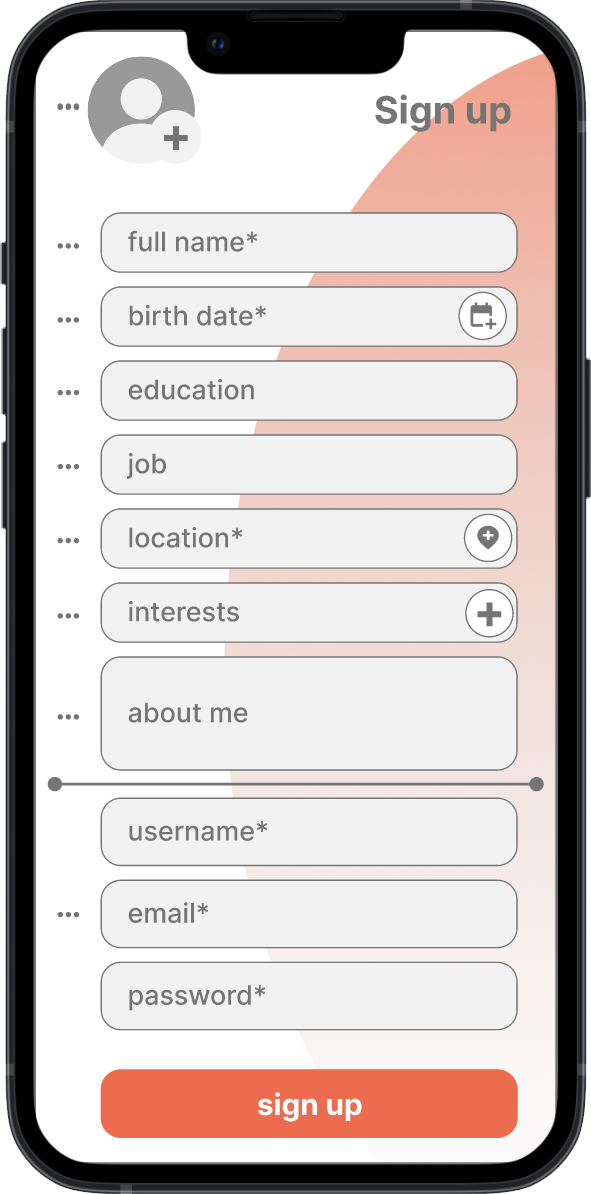 Sign up
full name*
birth date*
education
job
location*
interests
about me
username*
email*
password*
sign up